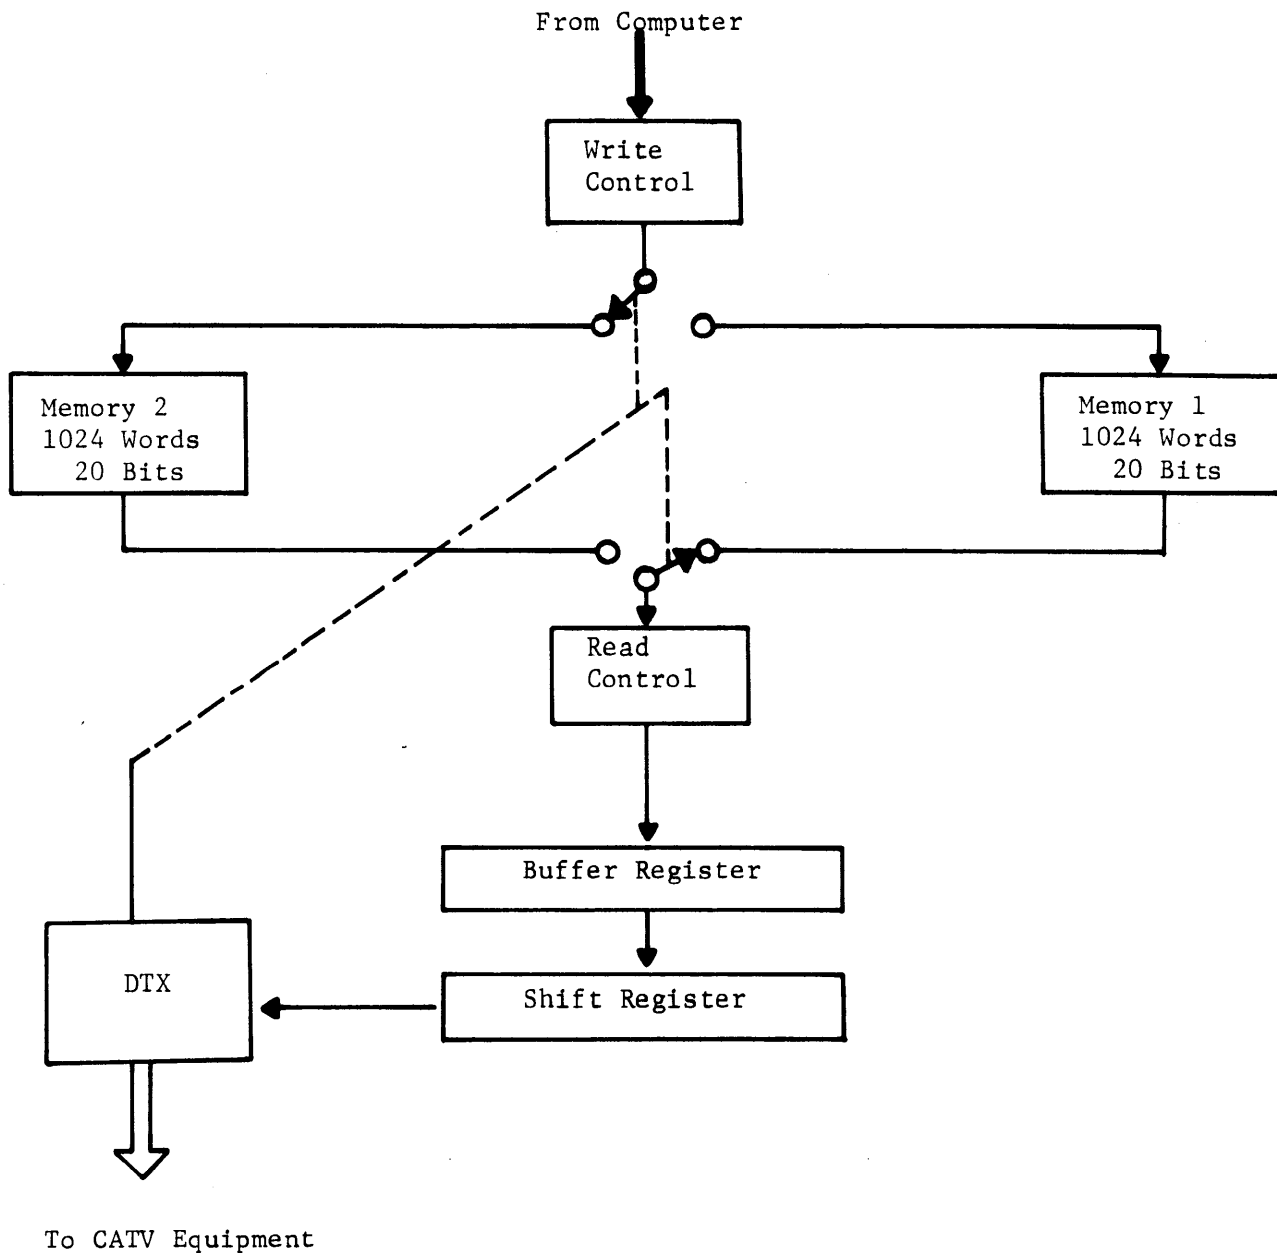 From Computer
Write
Control
Memory 2
1024 Words
20 Bits
Memory 1
1024 Words
20 Bits
Read
Control
Buffer Register
DTX
Shift Register
To CATV Equipment